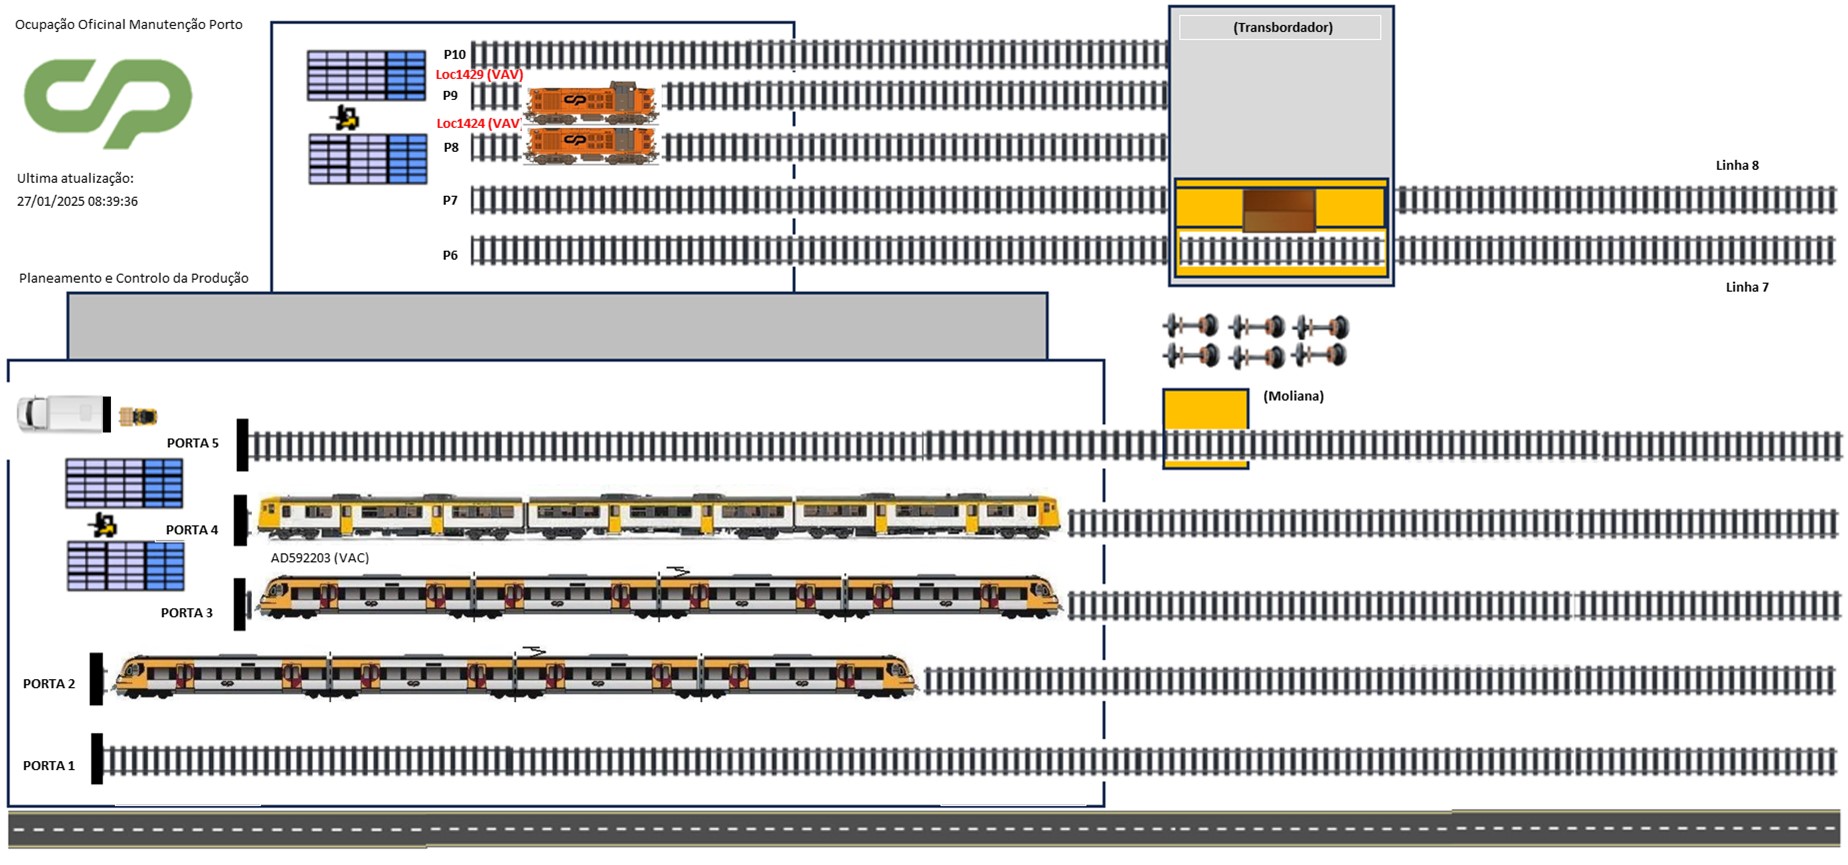 Ocupação Oficinal Manutenção Porto
(Transbordador)
P10
Loc1429 (VAV)
P9
Loc1424 (VAV)
P8
Linha 8
Ultima atualização:
27/01/2025 08:39:36
P7
P6
Planeamento e Controlo da Produção
Linha 7
(Moliana)
PORTA 5
PORTA 4
AD592203 (VAC)
PORTA 3
PORTA 2
PORTA 1